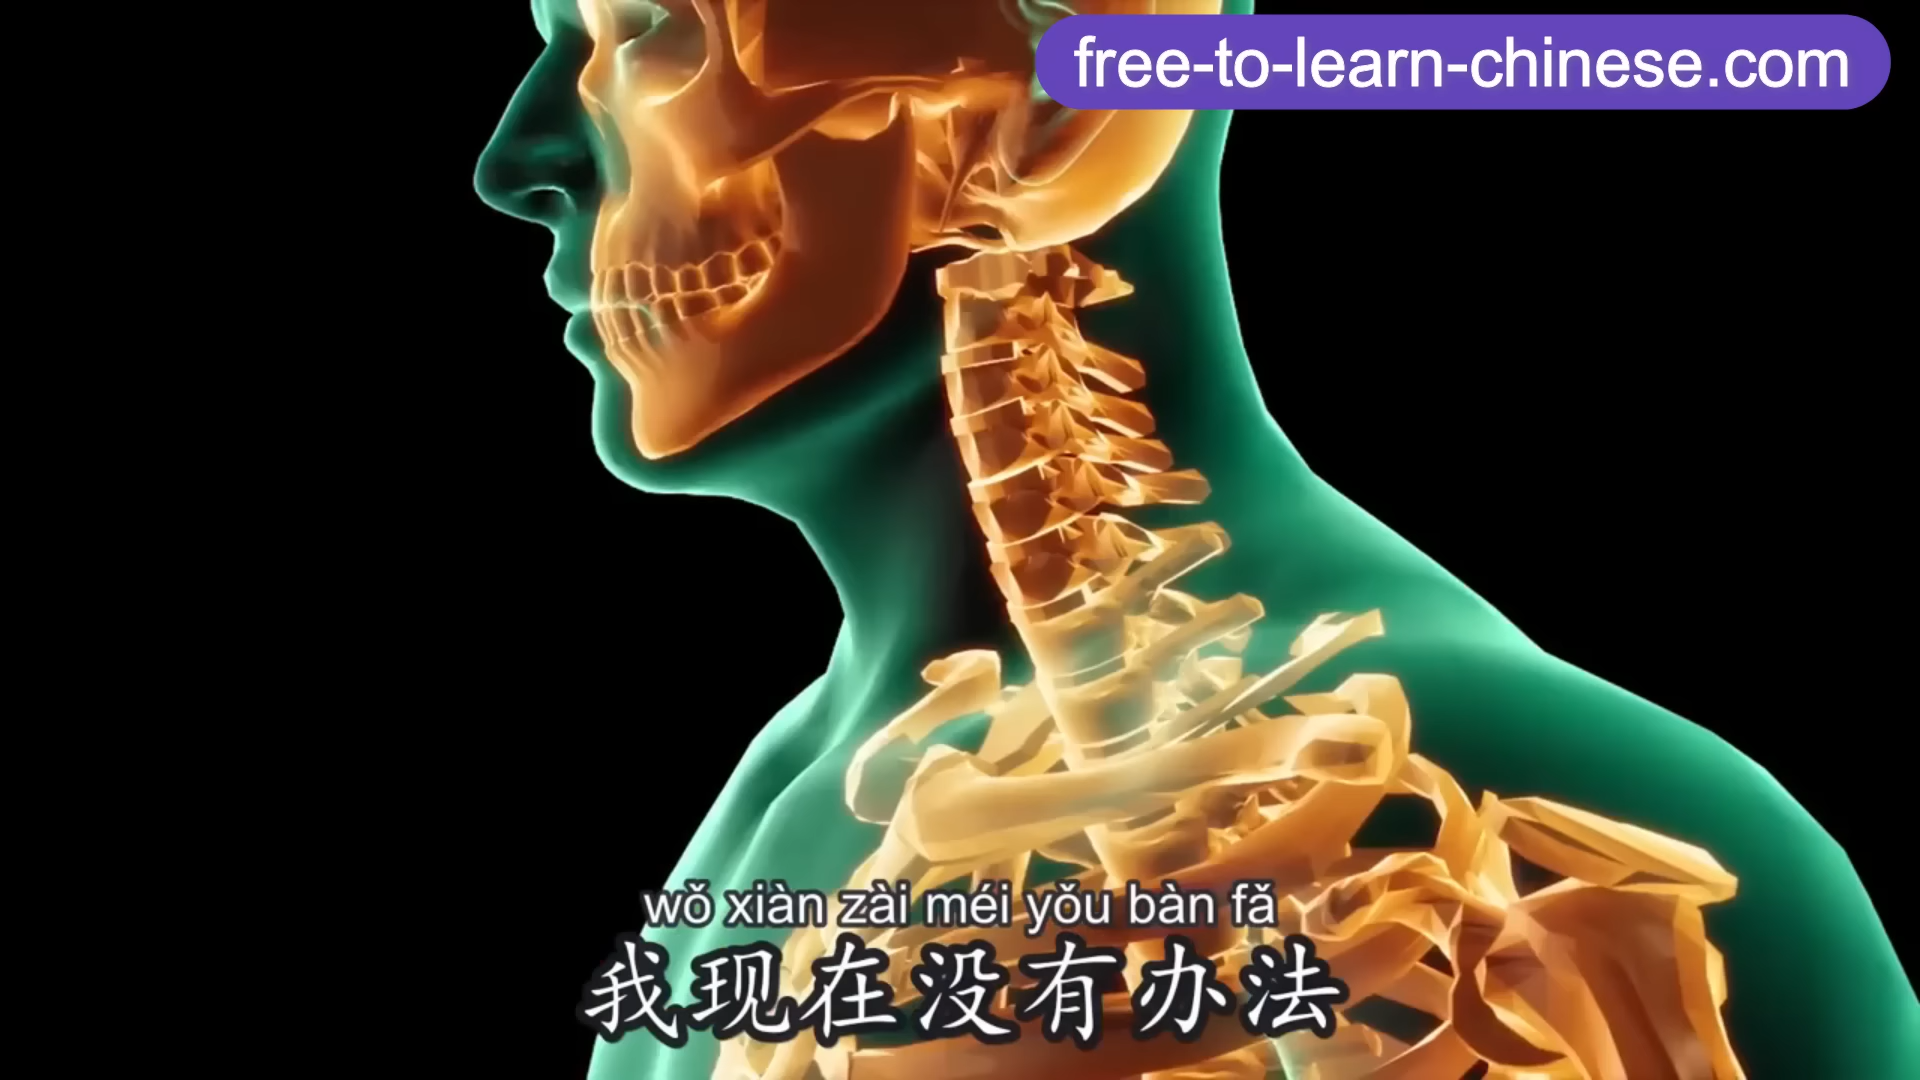 free-to-learn-chinese.com
wǒ xiàn zài méi yǒu bàn fǎ
我现在没有办法